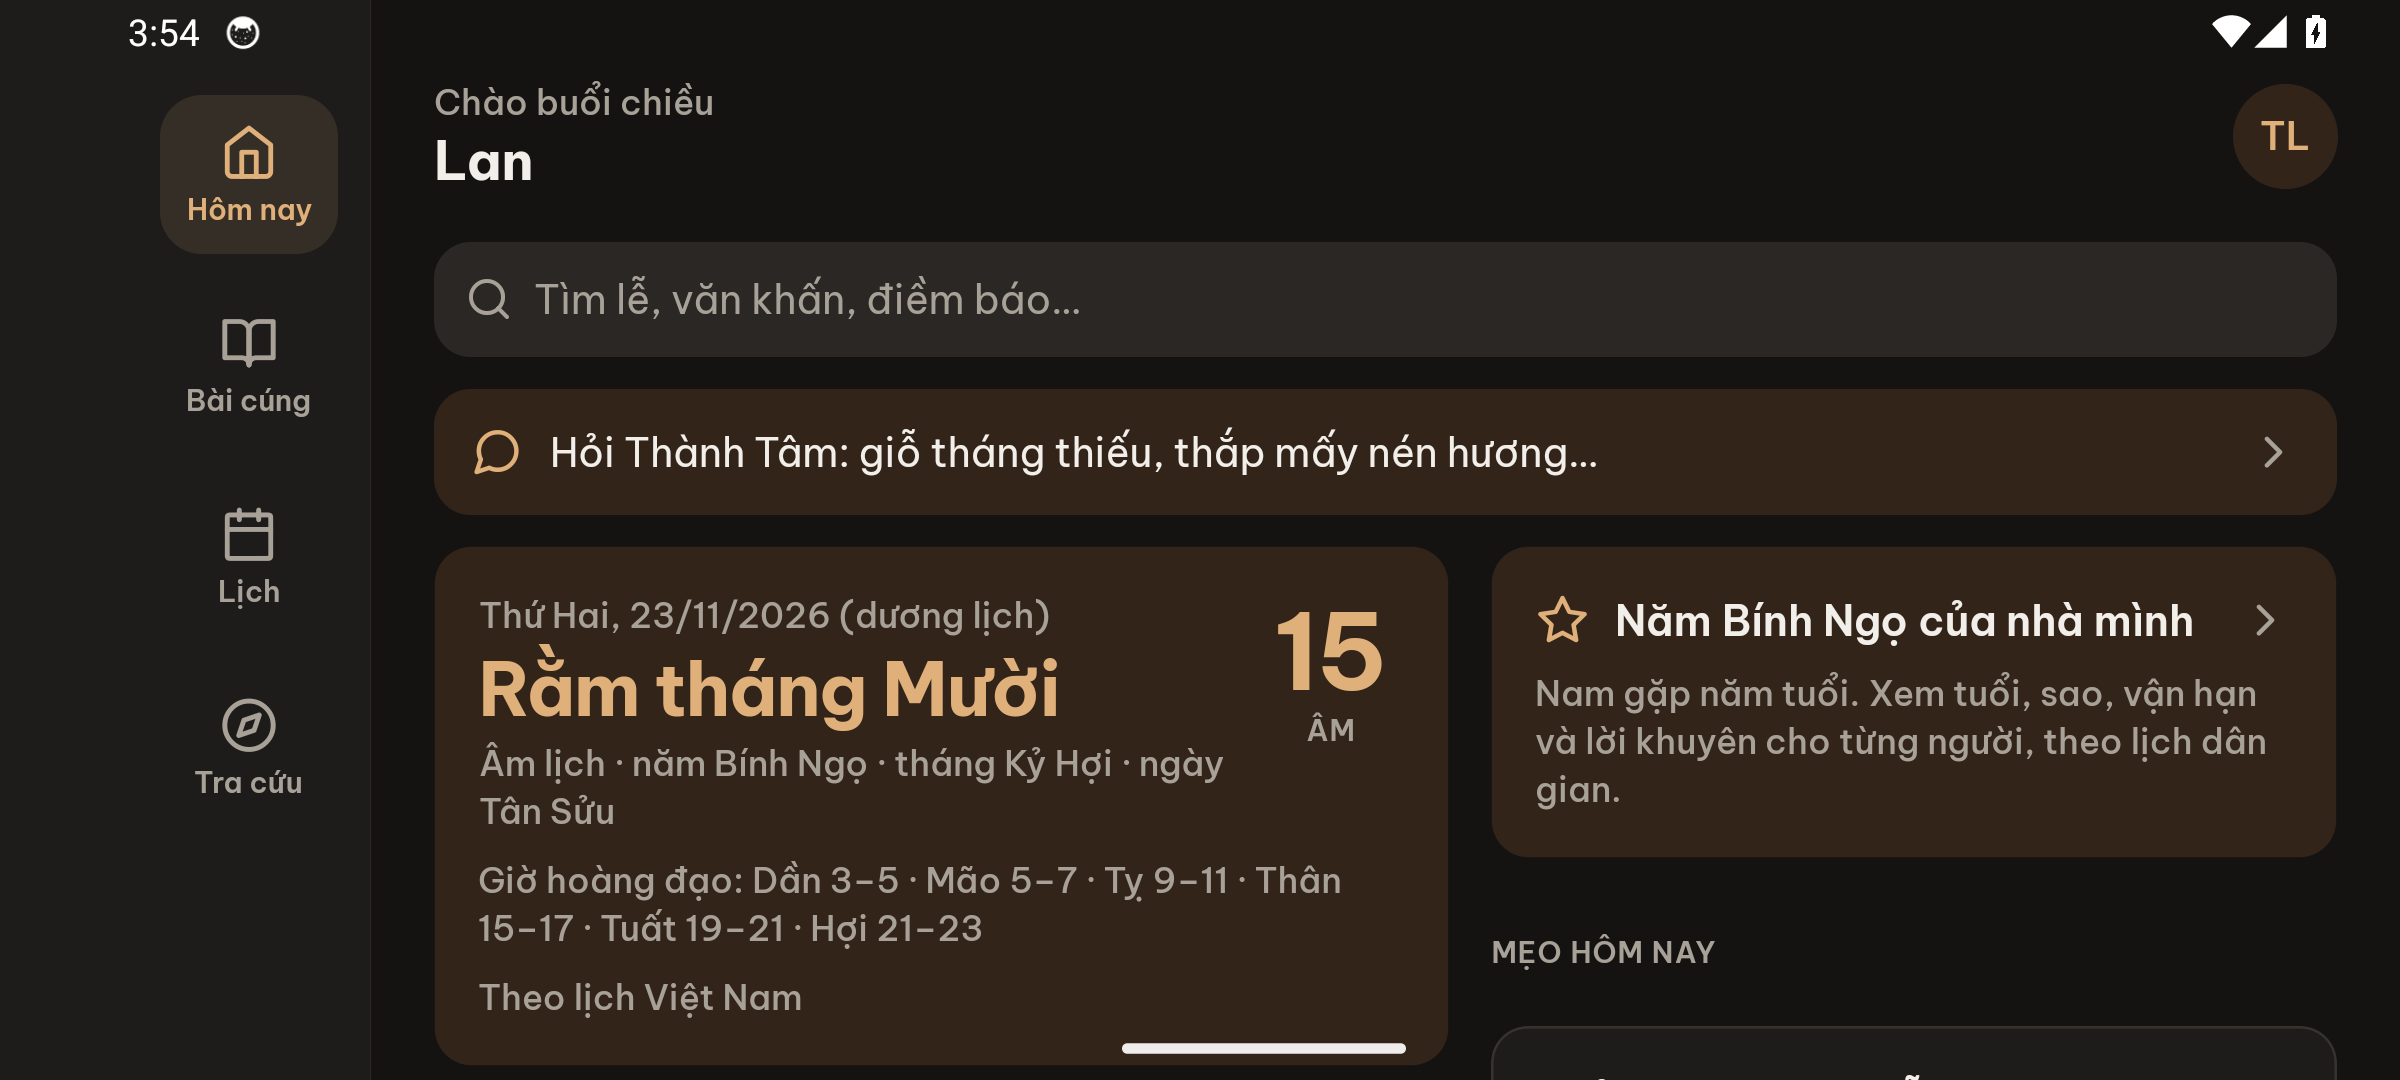 3:54
Hôm nay
Bài cúng
Lịch
Tra cứu
Chào buổi chiều
Lan
TL
Tìm lễ, văn khấn, điềm báo...
Hỏi Thành Tâm: giỗ tháng thiếu, thắp mấy nén hương...
Thứ Hai, 23/11/2026 (dương lịch)
Rằm tháng Mười
15
ÂM
Âm lịch · năm Bính Ngọ · tháng Kỷ Hợi · ngày
Tân Sửu
Giờ hoàng đạo: Dần 3–5 · Mão 5–7 · Tỵ 9–11 · Thân
15–17 · Tuất 19–21 · Hợi 21–23
Theo lịch Việt Nam
Năm Bính Ngọ của nhà mình
Nam gặp năm tuổi. Xem tuổi, sao, vận hạn
và lời khuyên cho từng người, theo lịch dân
gian.
MẸO HÔM NAY